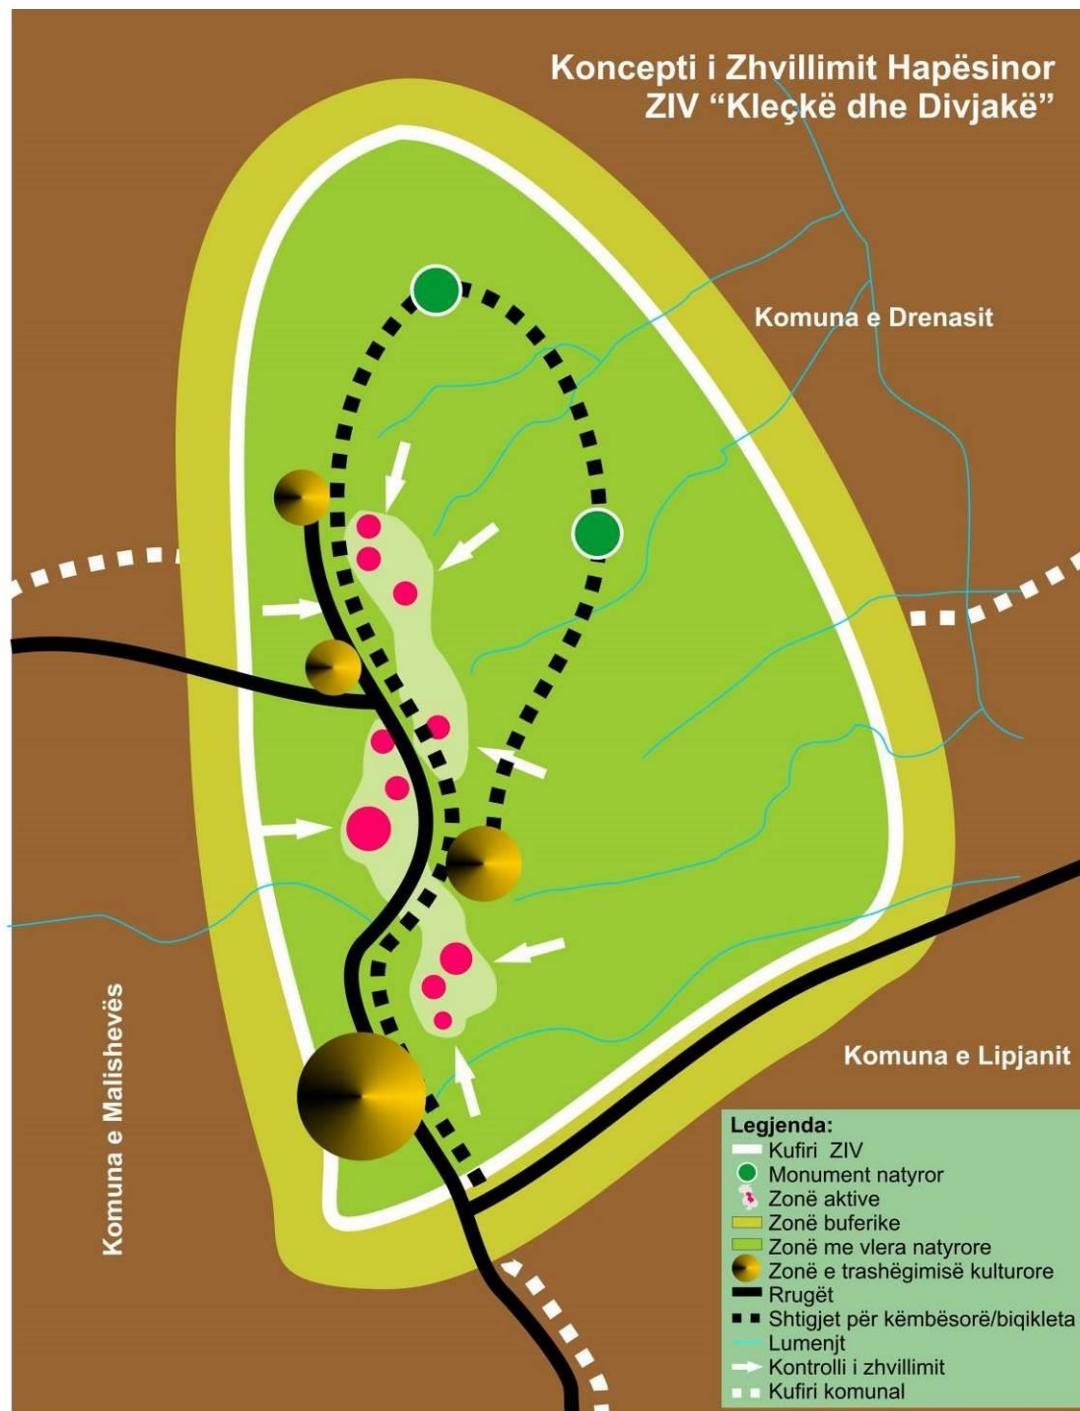 Koncepti i Zhvillimit Hapësinor
ZIV “Kleçkë dhe Divjakë”
Komuna e Drenasit
Komuna e Malishevës
Komuna e Lipjanit
Legjenda:
Kufiri ZIV
Monument natyror
Zonë aktive
Zonë buferike
Zonë me vlera natyrore
Zonë e trashëgimisë kulturore
Rrugët
Shtigjet për këmbësorë/biqikleta
Lumenjt
Kontrolli i zhvillimit
Kufiri komunal